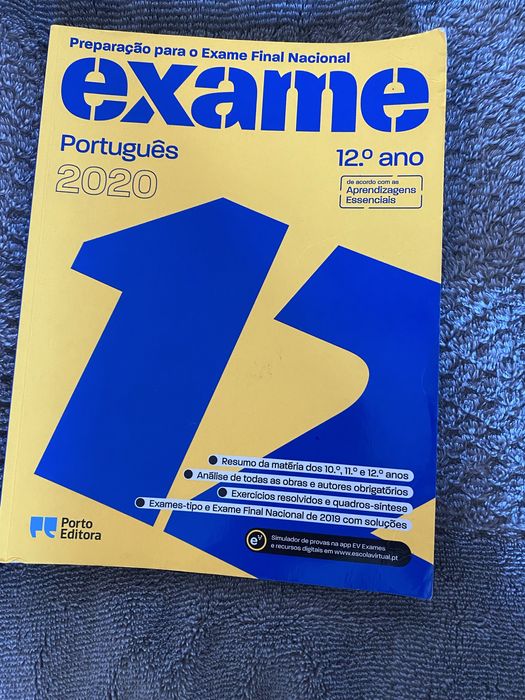 Preparação para o Exame Final Nacional
exame
Português
12.º ano
2020
de acordo com as
Aprendizagens
Essenciais
12
Resumo da matéria dos 10.º, 11.º e 12.º anos
Análise de todas as obras e autores obrigatórios
Exercícios resolvidos e quadros-síntese
Exames-tipo e Exame Final Nacional de 2019 com soluções
Porto
Editora
eV
Simulador de provas na app EV Exames
e recursos digitais em www.escolavirtual.pt